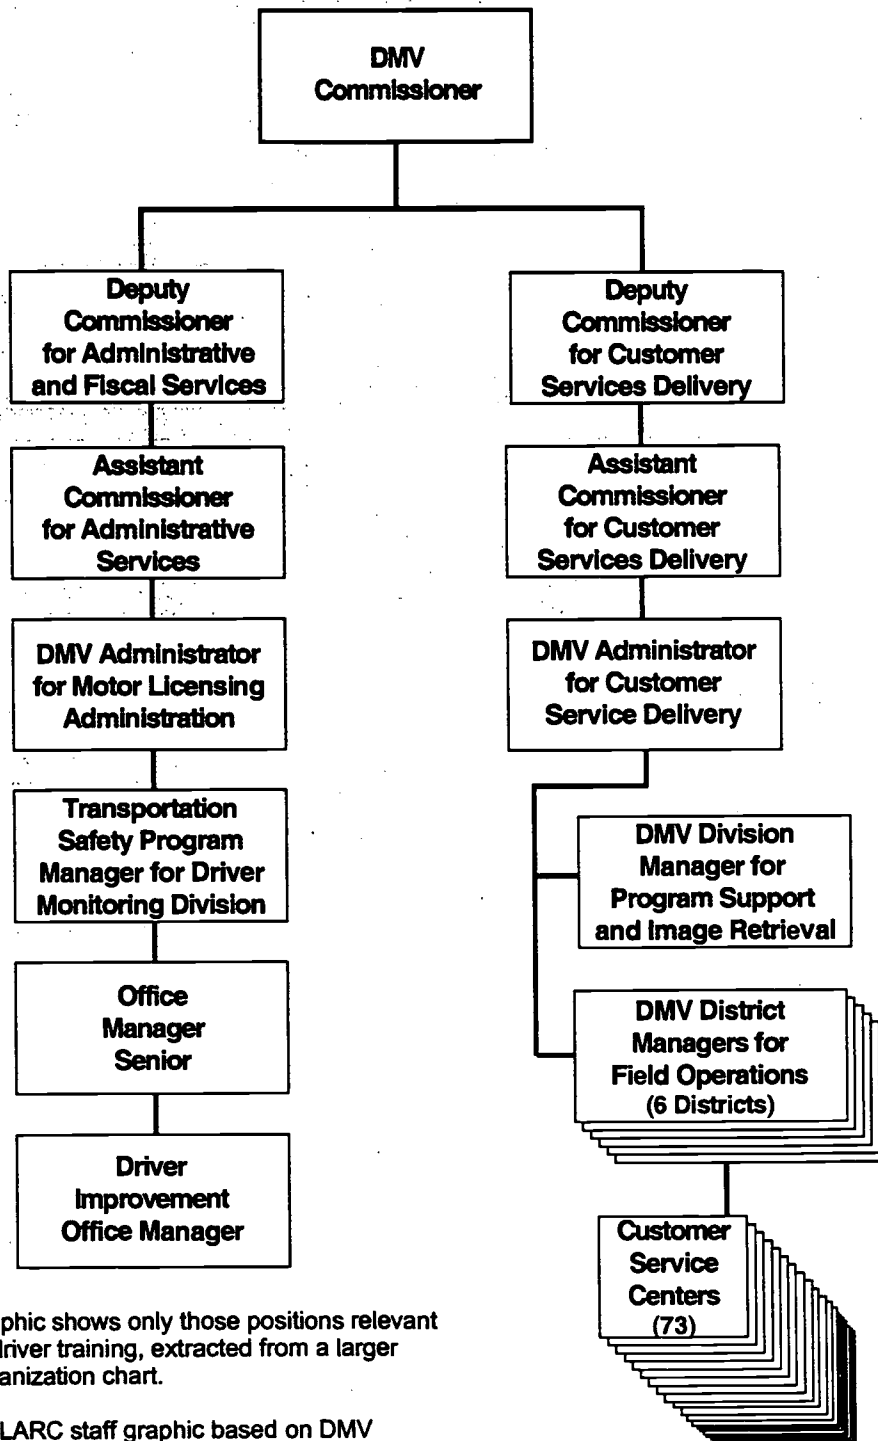 DMV
Commissioner
Deputy
Commissioner
for Administrative
and Fiscal Services
Assistant
Commissioner
for Administrative
Services
DMV Administrator
for Motor Licensing
Administration
Transportation
Safety Program
Manager for Driver
Monitoring Division
Office
Manager
Senior
Driver
Improvement
Office Manager
Deputy
Commissioner
for Customer
Services Delivery
Assistant
Commissioner
for Customer
Services Delivery
DMV Administrator
for Customer
Service Delivery
DMV Division
Manager for
Program Support
and Image Retrieval
DMV District
Managers for
Field Operations
(6 Districts)
Customer
Service
Centers
(73)
phic shows only those positions relevant
driver training, extracted from a larger
anization chart.
LARC staff graphic based on DMV